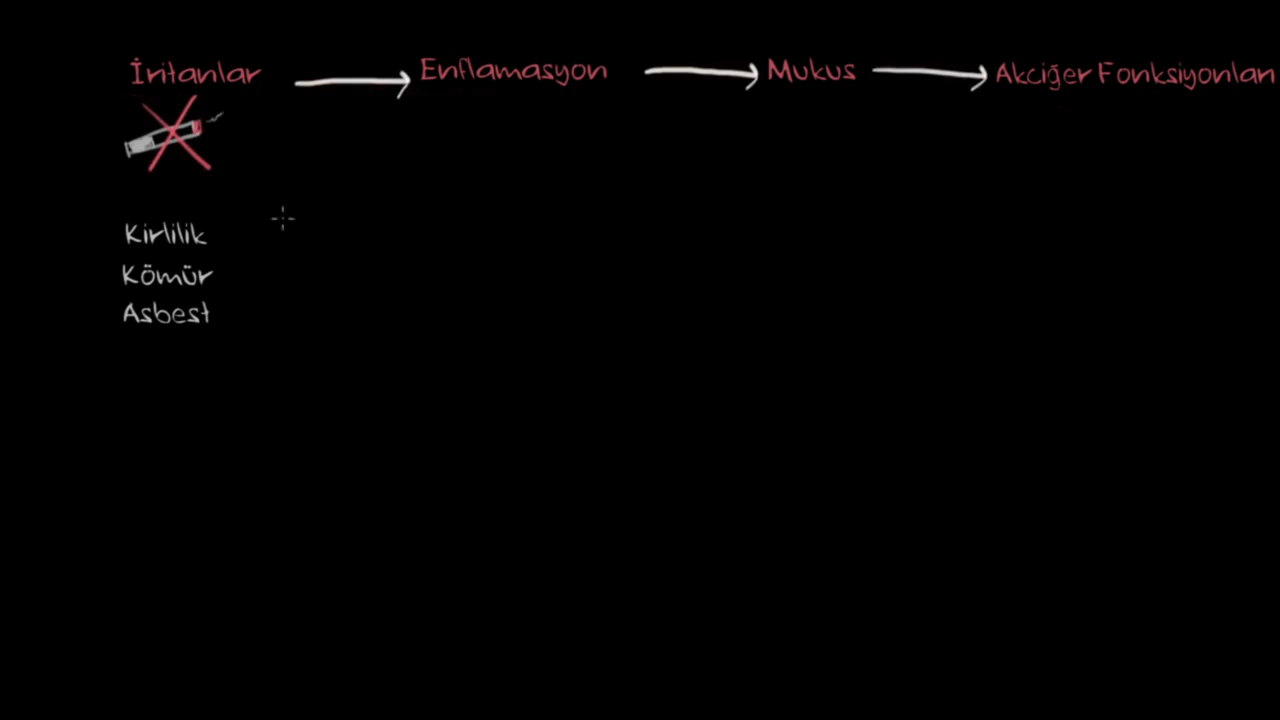 İritanlar Enflamasyon Mukus Akciğer Fonksiyonları
Kirlilik
Kömür
Asbest